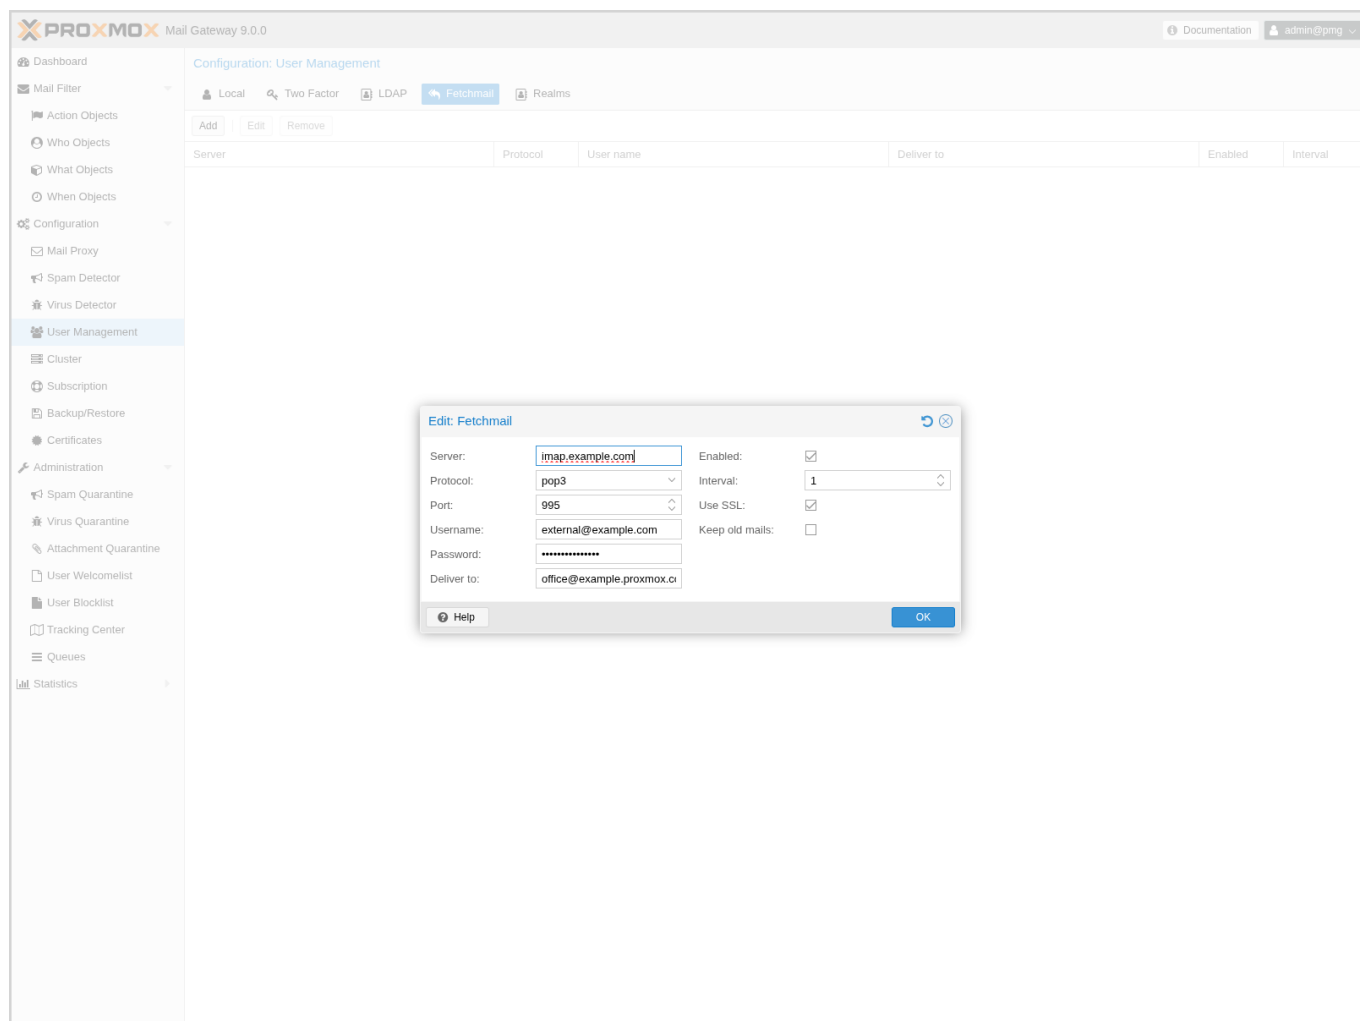 PROXMOX Mail Gateway 9.0.0 Documentation admin@pmg
Dashboard
Mail Filter
Action Objects
Who Objects
What Objects
When Objects
Configuration
Mail Proxy
Spam Detector
Virus Detector
User Management
Cluster
Subscription
Backup/Restore
Certificates
Administration
Spam Quarantine
Virus Quarantine
Attachment Quarantine
User Welcomelist
User Blocklist
Tracking Center
Queues
Statistics
Configuration: User Management
Local Two Factor LDAP Fetchmail Realms
Add Edit Remove
Server Protocol User name Deliver to Enabled Interval
Edit: Fetchmail
Server: imap.example.com Enabled:
Protocol: pop3 Interval: 1
Port: 995 Use SSL:
Username: external@example.com Keep old mails:
Password: •••••••••••••••
Deliver to: office@example.proxmox.c
Help OK